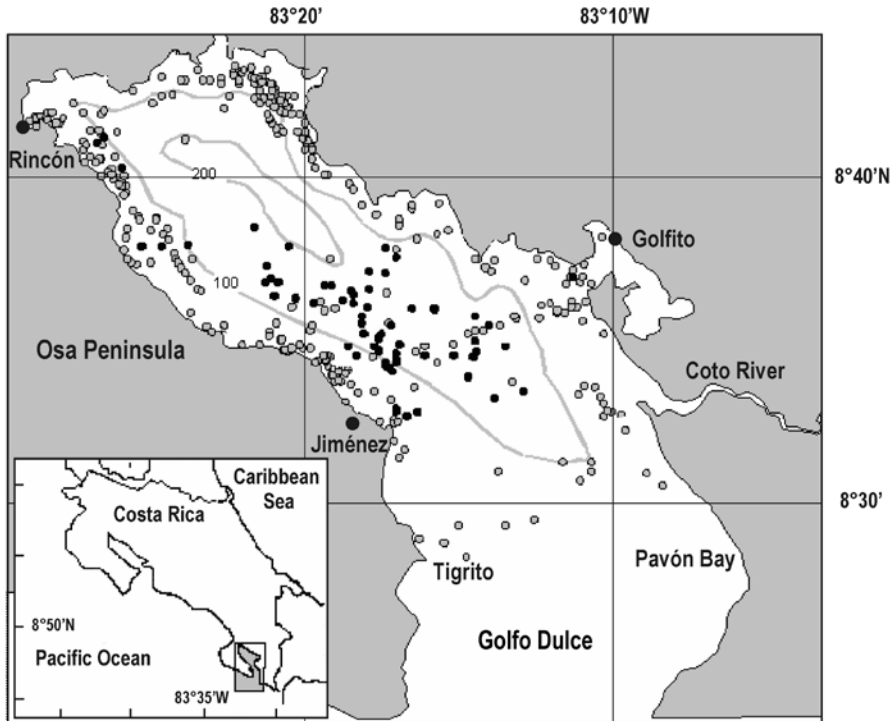 83°20'
83°10'W
Rincón
200
8°40'N
Golfito
100
Osa Peninsula
Coto River
Jiménez
Caribbean
Sea
Costa Rica
8°30'
Tigrito
Pavón Bay
8°50'N
Golfo Dulce
Pacific Ocean
83°35'W